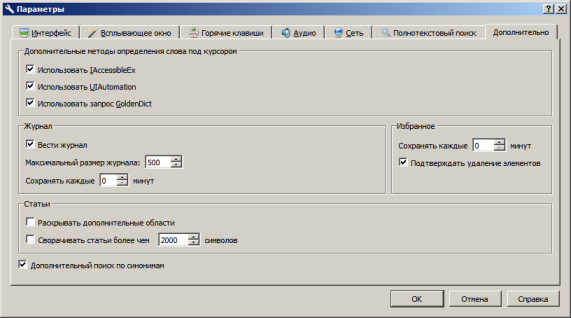 Параметры
Интерфейс Всплывающее окно Горячие клавиши Аудио Сеть Полнотекстовый поиск Дополнительно
Дополнительные методы определения слова под курсором
Использовать IAccessibleEx
Использовать UIAutomation
Использовать запрос GoldenDict
Журнал
Вести журнал
Максимальный размер журнала: 500
Сохранять каждые 0 минут
Избранное
Сохранять каждые 0 минут
Подтверждать удаление элементов
Статьи
Раскрывать дополнительные области
Сворачивать статьи более чем 2000 символов
Дополнительный поиск по синонимам
OK Отмена Справка